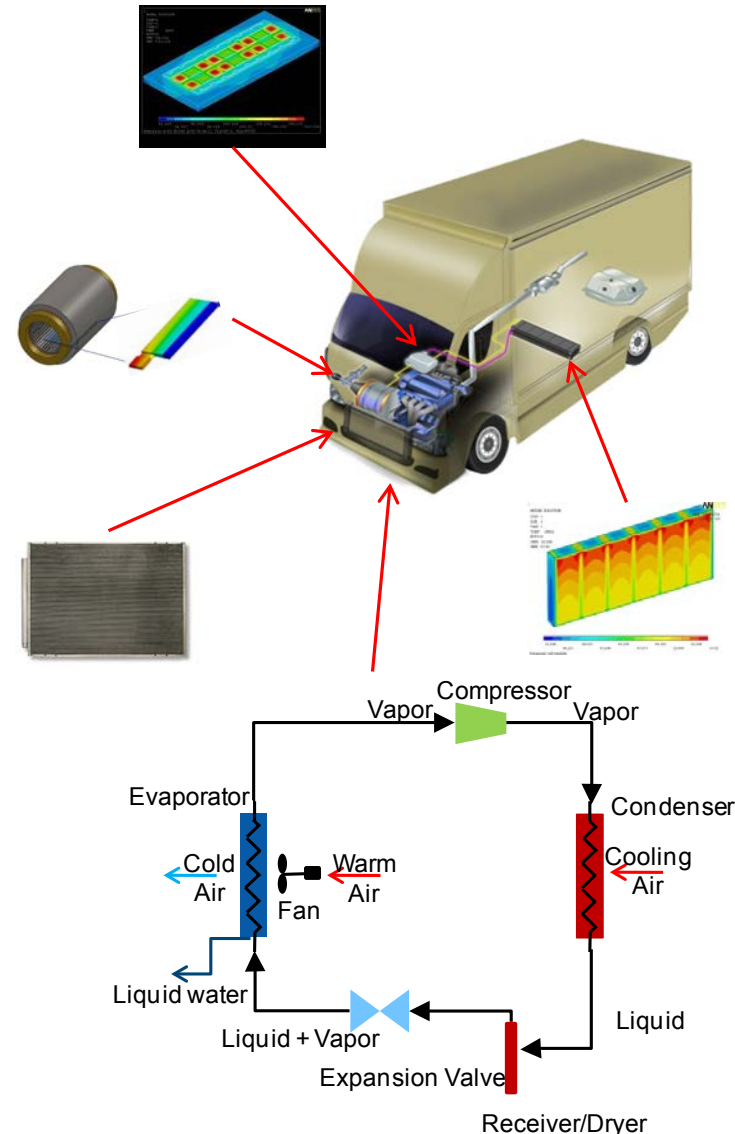 Compressor
Vapor
Vapor
Evaporator
Condenser
Cold
Air
Warm
Air
Cooling
Air
Fan
Liquid water
Liquid
Liquid + Vapor
Expansion Valve
Receiver/Dryer